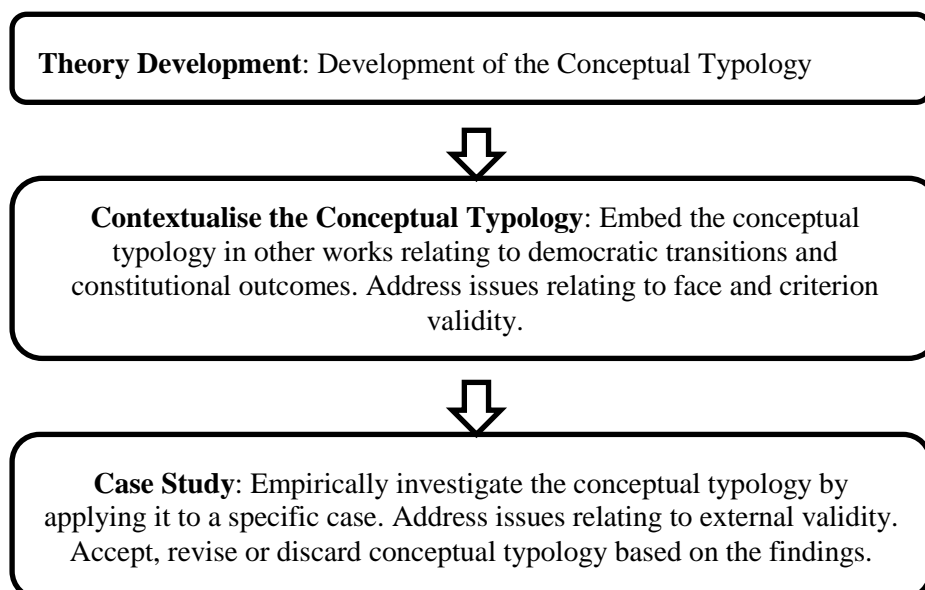 Theory Development: Development of the Conceptual Typology
Contextualise the Conceptual Typology: Embed the conceptual
typology in other works relating to democratic transitions and
constitutional outcomes. Address issues relating to face and criterion
validity.
Case Study: Empirically investigate the conceptual typology by
applying it to a specific case. Address issues relating to external validity.
Accept, revise or discard conceptual typology based on the findings.